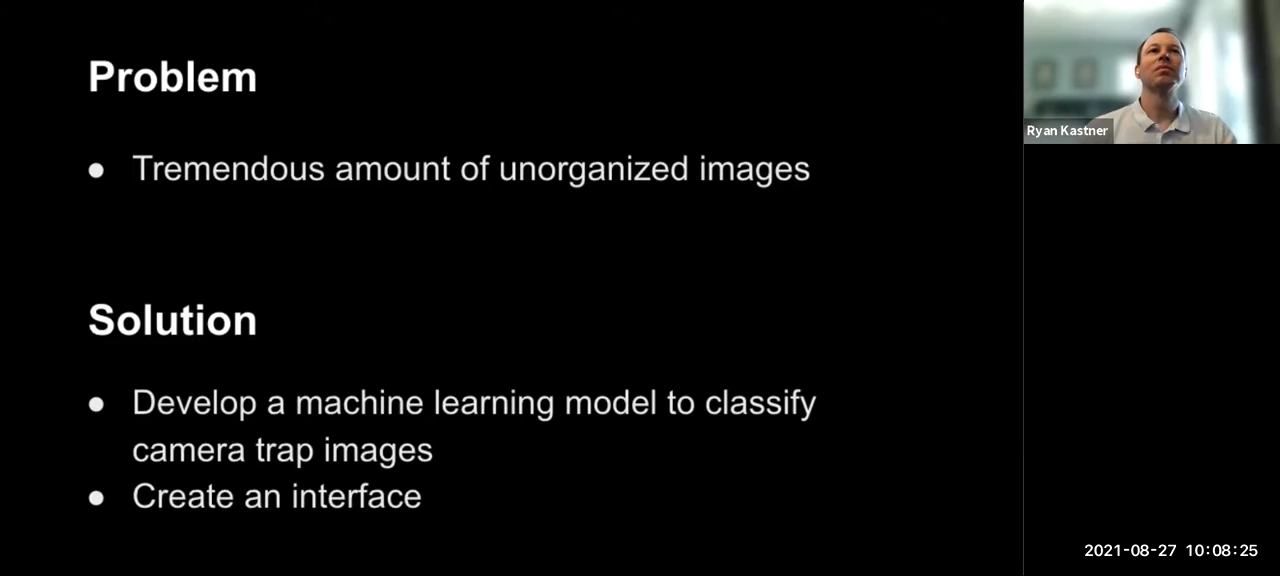 Problem
● Tremendous amount of unorganized images
Solution
● Develop a machine learning model to classify
camera trap images
● Create an interface
Ryan Kastner
2021-08-27 10:08:25